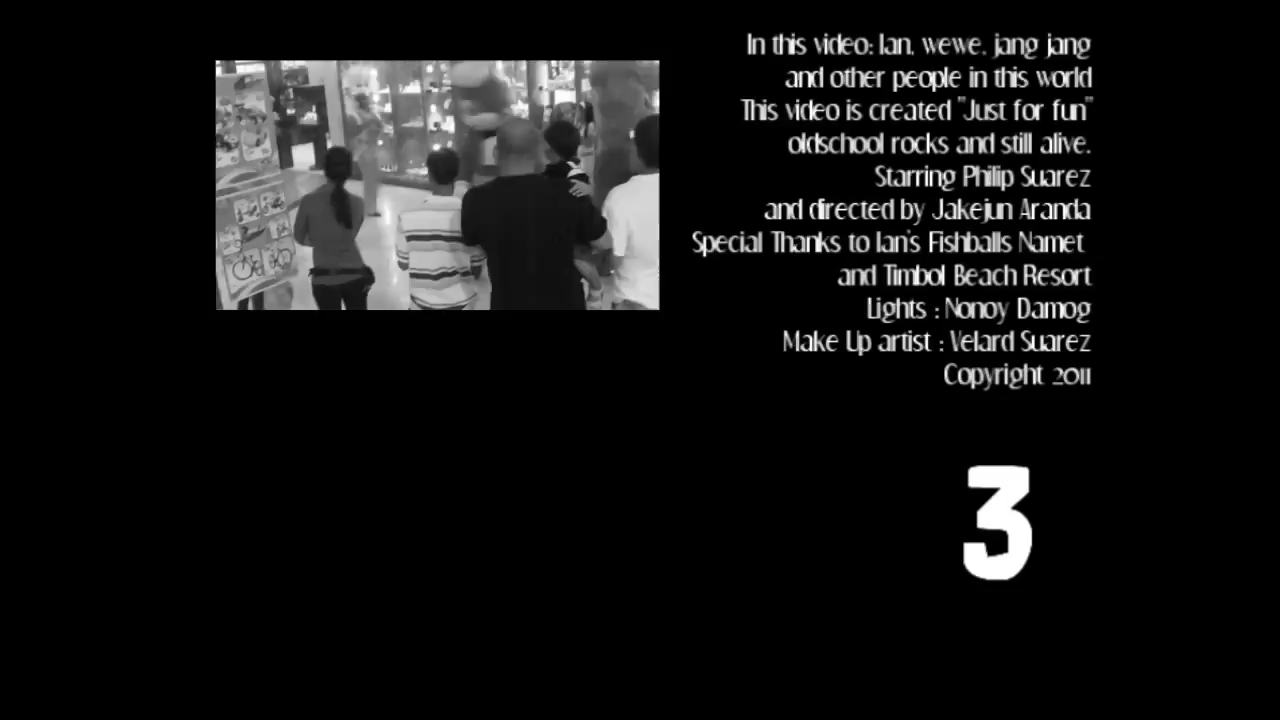 In this video: Ian, wewe, jang jang
and other people in this world
This video is created "Just for fun"
oldschool rocks and still alive.
Starring Philip Suarez
and directed by Jakejun Aranda
Special Thanks to Ian's Fishballs Namet
and Timbol Beach Resort
Lights : Nonoy Damog
Make Up artist : Velard Suarez
Copyright 2011
3